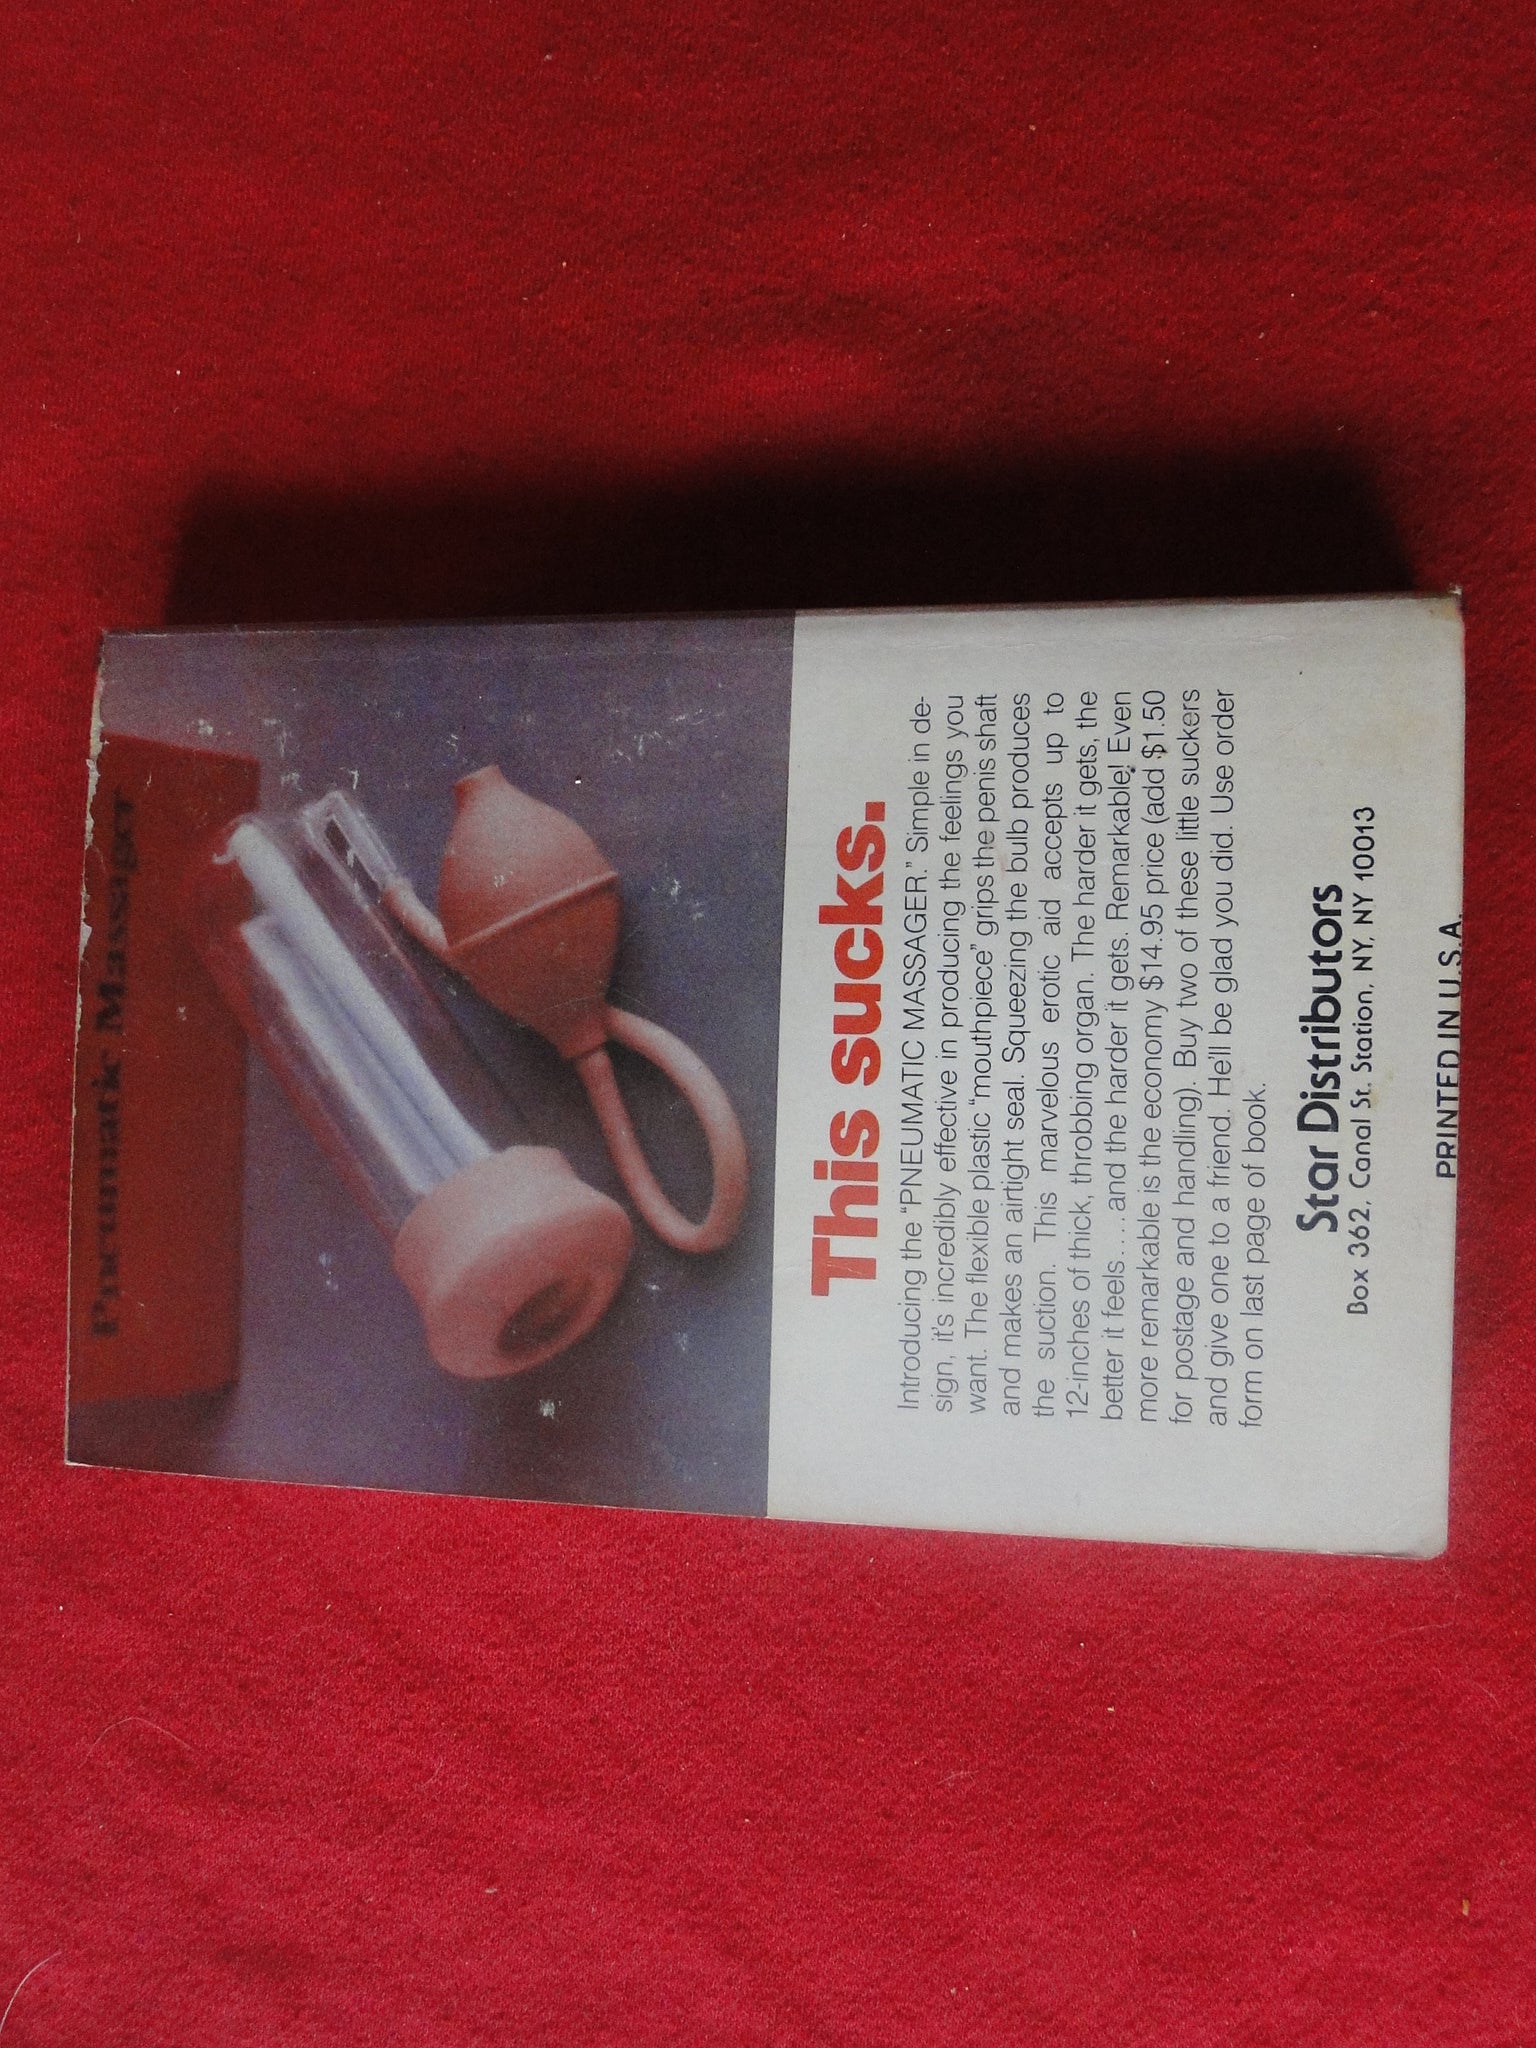 Pneumatic Massager
This sucks.
Introducing the "PNEUMATIC MASSAGER." Simple in de-
sign, it's incredibly effective in producing the feelings you
want. The flexible plastic "mouthpiece" grips the penis shaft
and makes an airtight seal. Squeezing the bulb produces
the suction. This marvelous erotic aid accepts up to
12-inches of thick, throbbing organ. The harder it gets, the
better it feels....and the harder it gets. Remarkable! Even
more remarkable is the economy $14.95 price (add $1.50
for postage and handling). Buy two of these little suckers
and give one to a friend. He'll be glad you did. Use order
form on last page of book.
Star Distributors
Box 362, Canal St. Station, NY, NY 10013
PRINTED IN U.S.A.